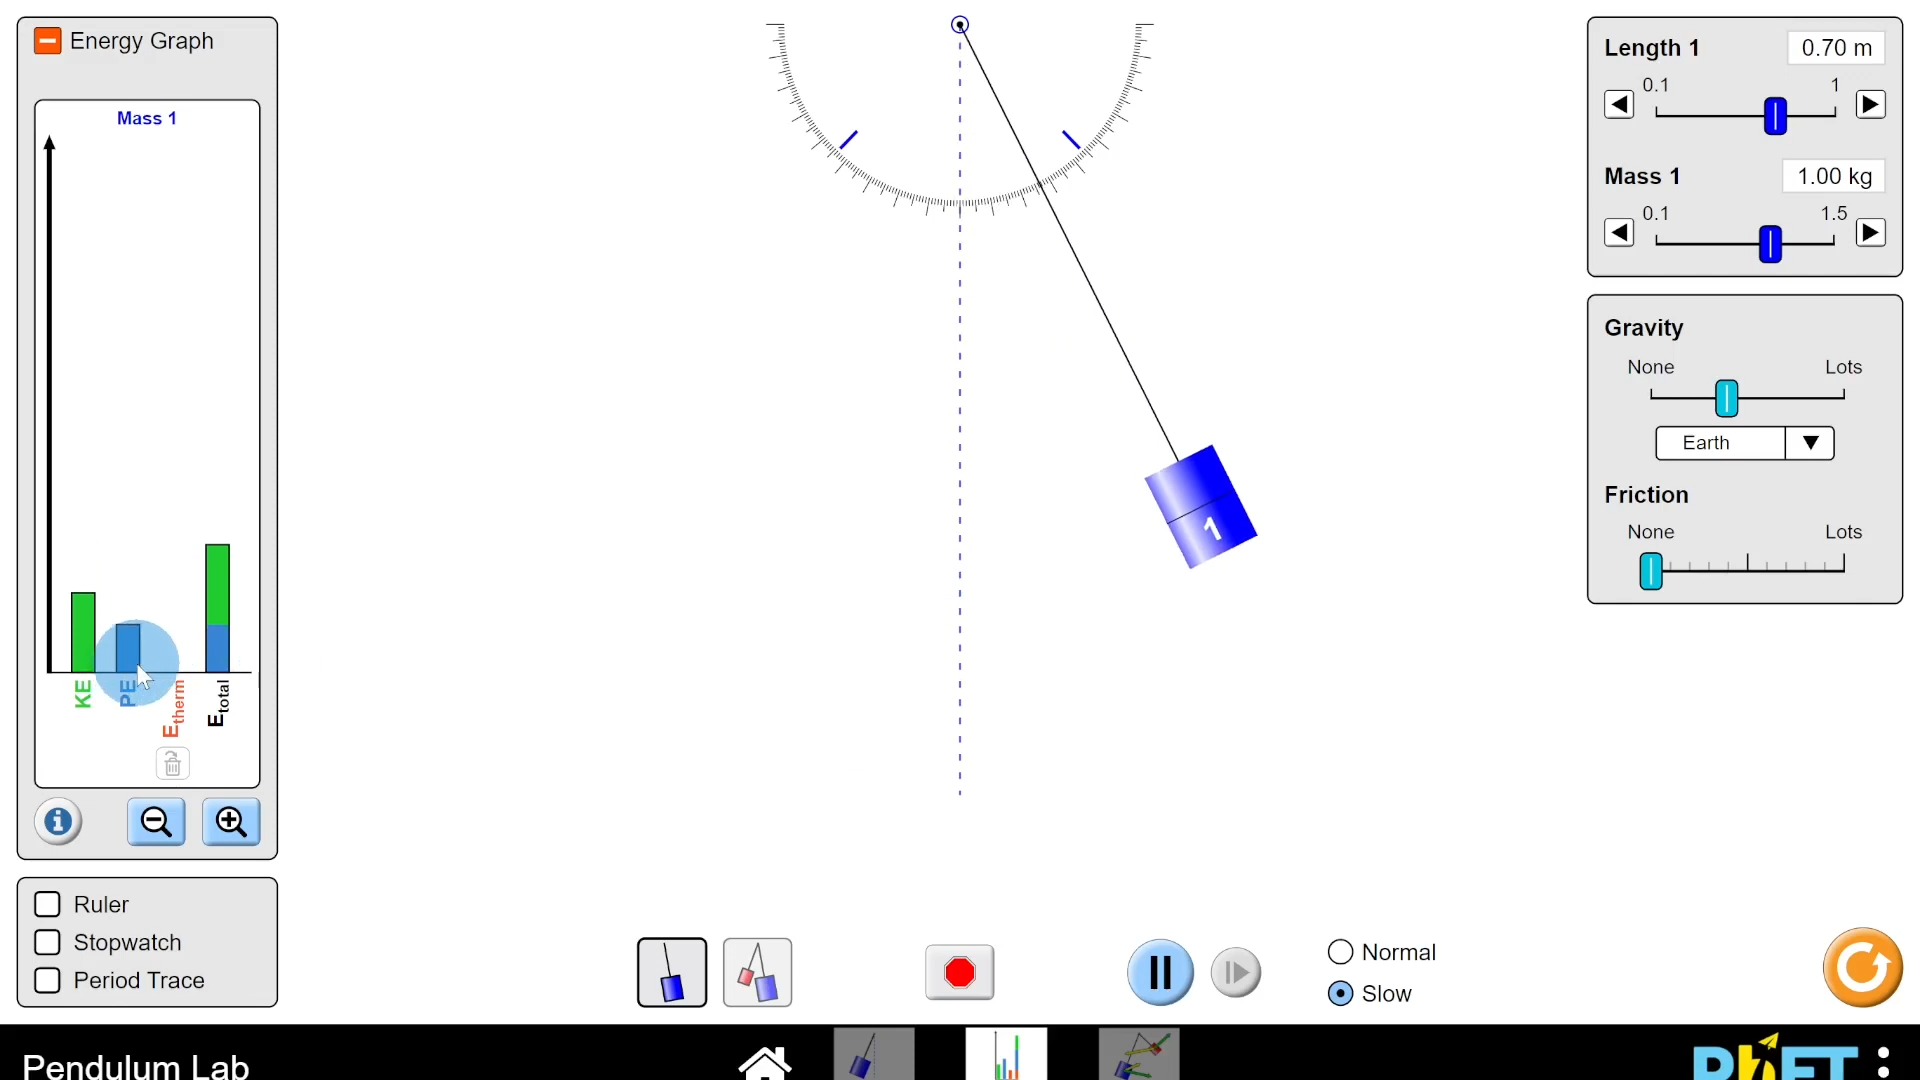 Energy Graph
Mass 1
KE
PE
Etherm
Etotal
Ruler
Stopwatch
Period Trace
1
Normal
Slow
Length 1
0.70 m
0.1
1
Mass 1
1.00 kg
0.1
1.5
Gravity
None
Lots
Earth
Friction
None
Lots
Pendulum Lab
PhET